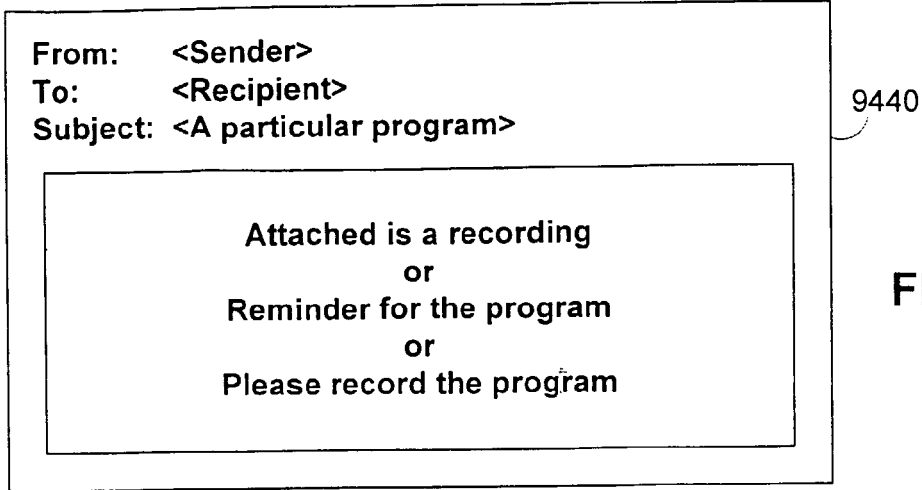 From: <Sender>
To: <Recipient>
Subject: <A particular program>
9440
Attached is a recording
or
Reminder for the program
or
Please record the program
F